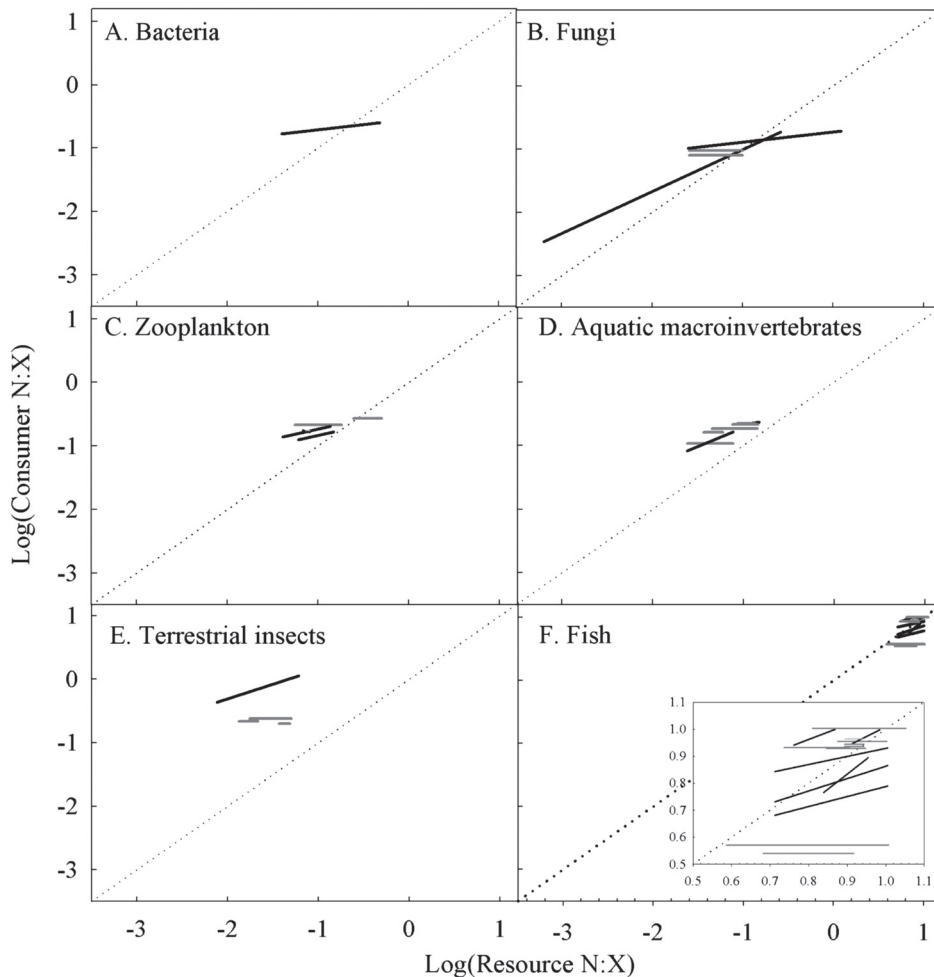 A. Bacteria
B. Fungi
1
0
-1
-2
-3
C. Zooplankton
D. Aquatic macroinvertebrates
1
0
-1
-2
-3
E. Terrestrial insects
F. Fish
1
0
-1
-2
-3
1.1
1.0
0.9
0.8
0.7
0.6
0.5
0.5 0.6 0.7 0.8 0.9 1.0 1.1
-3 -2 -1 0 1 -3 -2 -1 0 1
Log(Consumer N:X)
Log(Resource N:X)